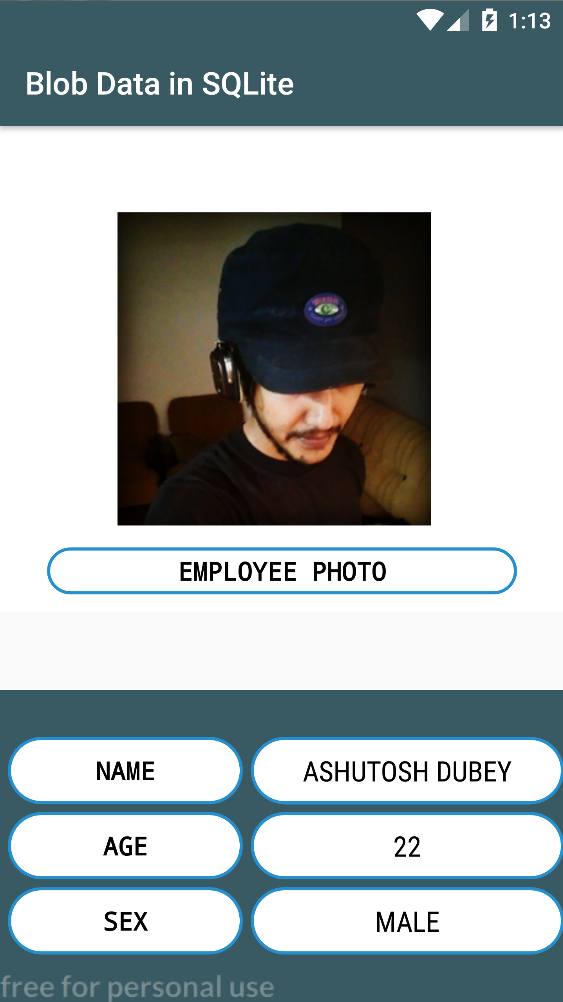 1:13
Blob Data in SQLite
EMPLOYEE PHOTO
NAME
ASHUTOSH DUBEY
AGE
22
SEX
MALE
free for personal use